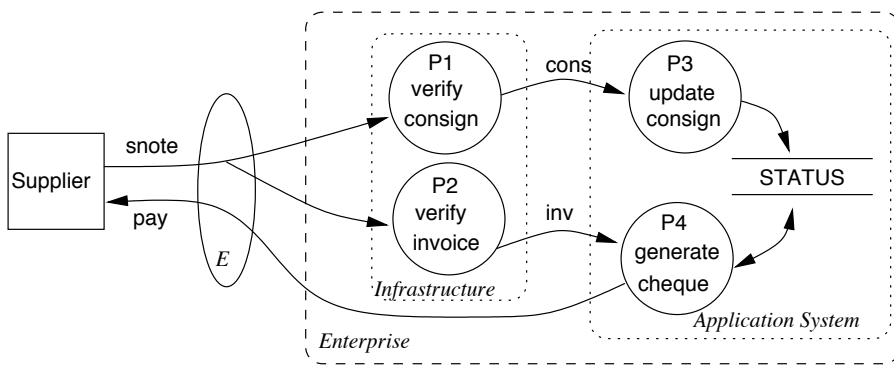 Supplier
snote
pay
E
P1
verify
consign
P2
verify
invoice
Infrastructure
cons
inv
P3
update
consign
STATUS
P4
generate
cheque
Application System
Enterprise